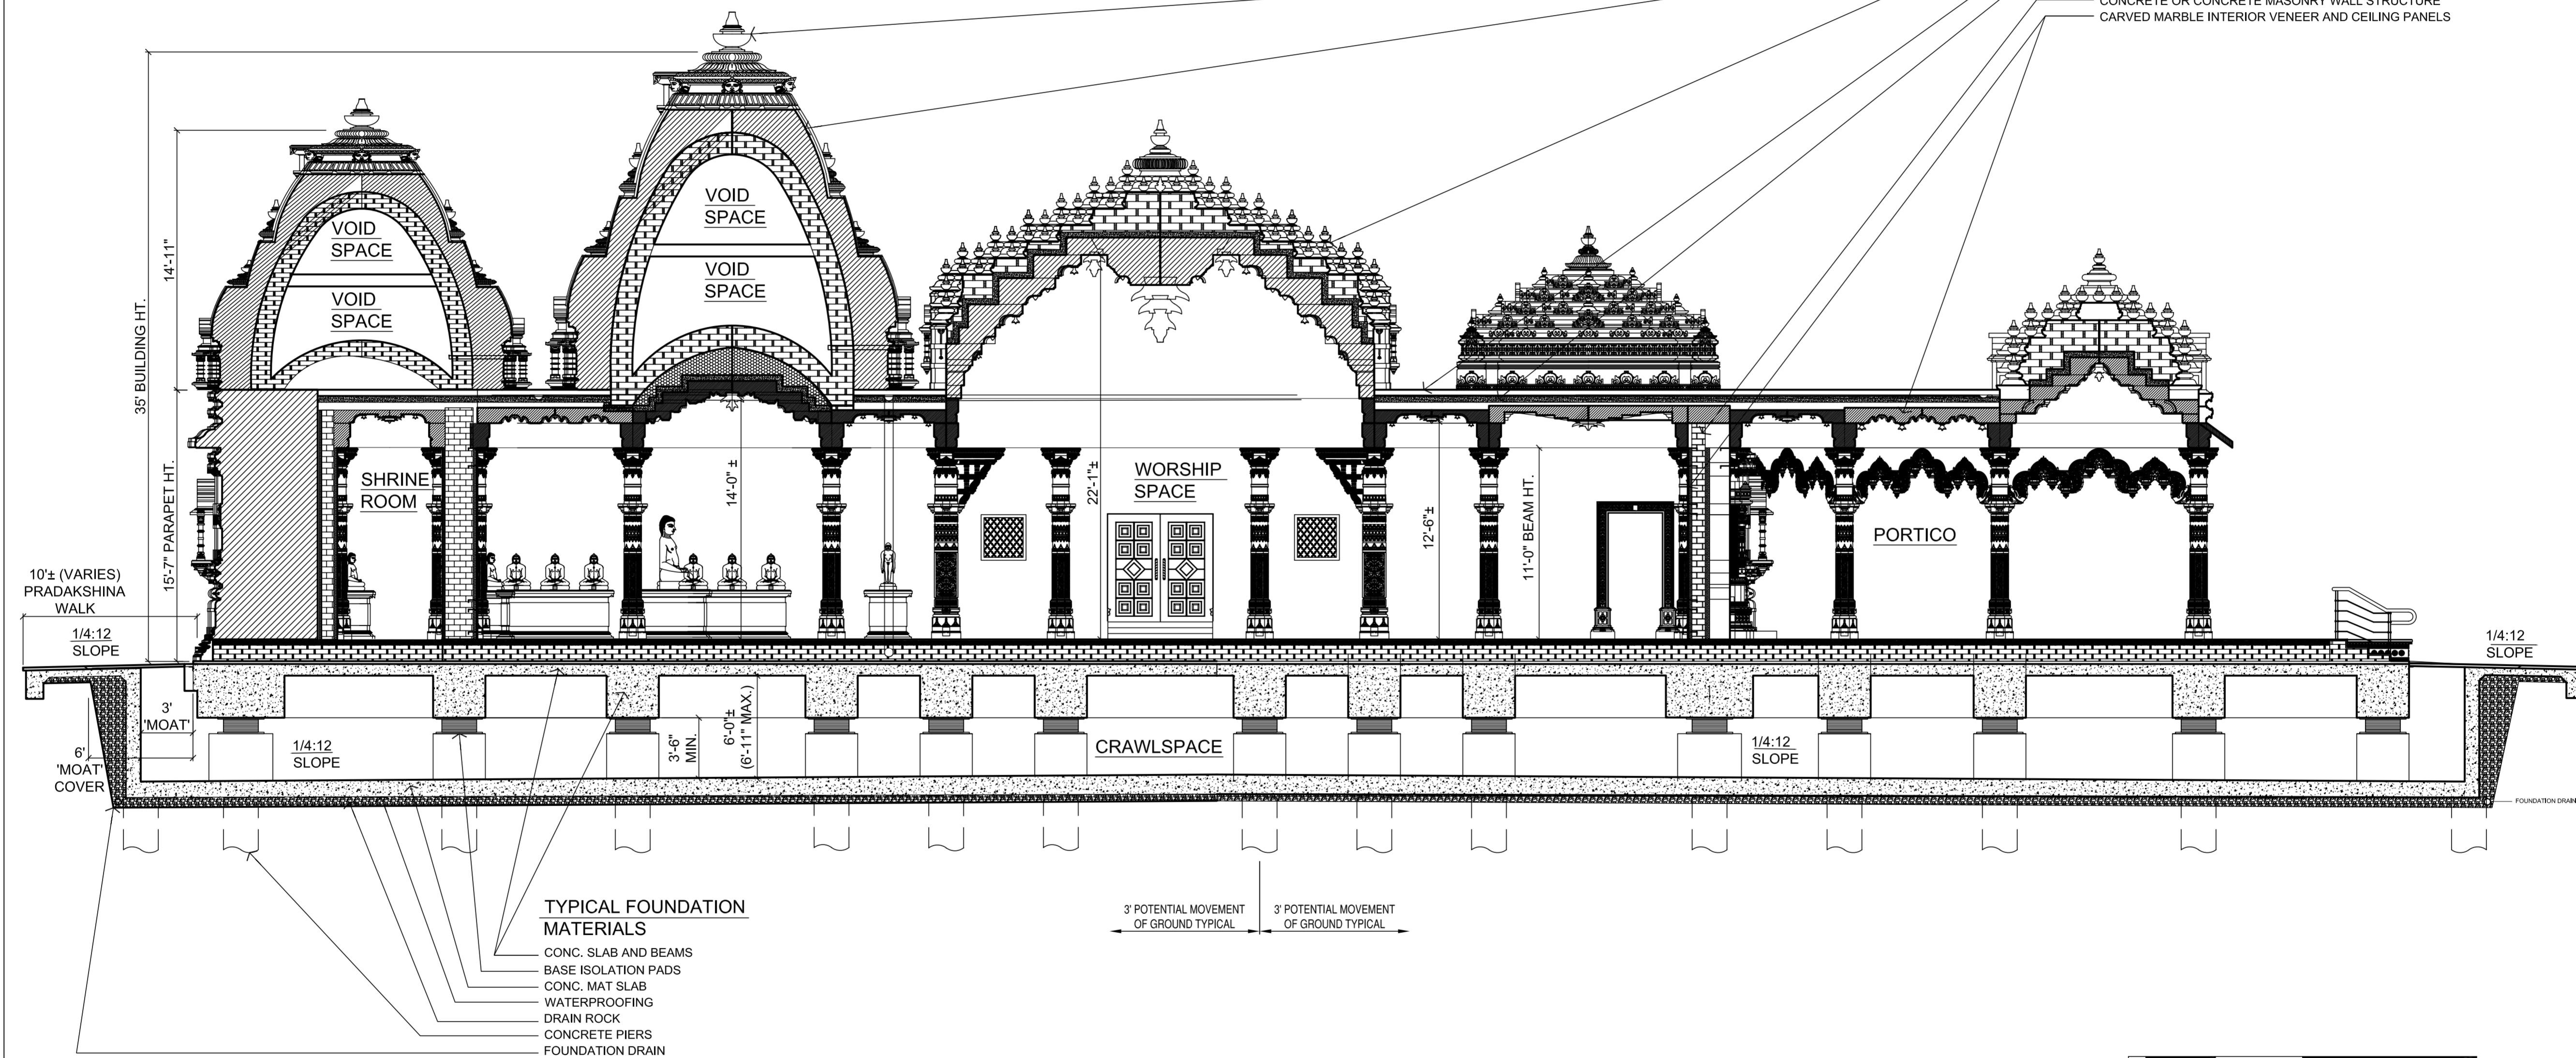 CONCRETE OR CONCRETE MASONRY WALL STRUCTURE
CARVED MARBLE INTERIOR VENEER AND CEILING PANELS
35' BUILDING HT.
14'-11"
15'-7" PARAPET HT.
VOID
SPACE
VOID
SPACE
VOID
SPACE
VOID
SPACE
SHRINE
ROOM
14'-0" ±
22'-1"±
WORSHIP
SPACE
12'-6"±
11'-0" BEAM HT.
PORTICO
10'± (VARIES)
PRADAKSHINA
WALK
1/4:12
SLOPE
1/4:12
SLOPE
3'
'MOAT'
6'
'MOAT'
COVER
1/4:12
SLOPE
3'-6"
MIN.
6'-0"±
(6'-11" MAX.)
CRAWLSPACE
1/4:12
SLOPE
FOUNDATION DRAIN
3' POTENTIAL MOVEMENT
OF GROUND TYPICAL
3' POTENTIAL MOVEMENT
OF GROUND TYPICAL
TYPICAL FOUNDATION
MATERIALS
CONC. SLAB AND BEAMS
BASE ISOLATION PADS
CONC. MAT SLAB
WATERPROOFING
DRAIN ROCK
CONCRETE PIERS
FOUNDATION DRAIN